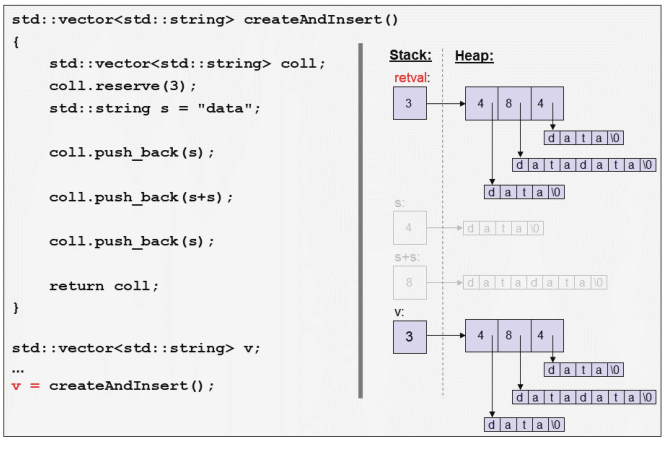 std::vector<std::string> createAndInsert()
{
    std::vector<std::string> coll;
    coll.reserve(3);
    std::string s = "data";
    coll.push_back(s);
    coll.push_back(s+s);
    coll.push_back(s);
    return coll;
}
std::vector<std::string> v;
...
v = createAndInsert();
Stack: Heap:
retval:
3 4 8 4
d a t a \0
d a t a d a t a \0
d a t a \0
s:
4 d a t a \0
s+s:
8 d a t a d a t a \0
v:
3 4 8 4
d a t a \0
d a t a d a t a \0
d a t a \0